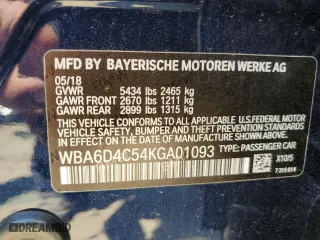 MFD BY BAYERISCHE MOTOREN WERKE AG
05/18
GVWR 5434 lbs 2465 kg
GAWR FRONT 2670 lbs 1211 kg
GAWR REAR 2899 lbs 1315 kg
THIS VEHICLE CONFORMS TO ALL APPLICABLE
FEDERAL MOTOR VEHICLE SAFETY, BUMPER,
AND THEFT PREVENTION STANDARDS
IN EFFECT ON THE DATE OF MANUFACTURE
SHOWN ABOVE.
WBA6D4C54KGA01093 TYPE: PASSENGER CAR
X10/5
DREAMBID